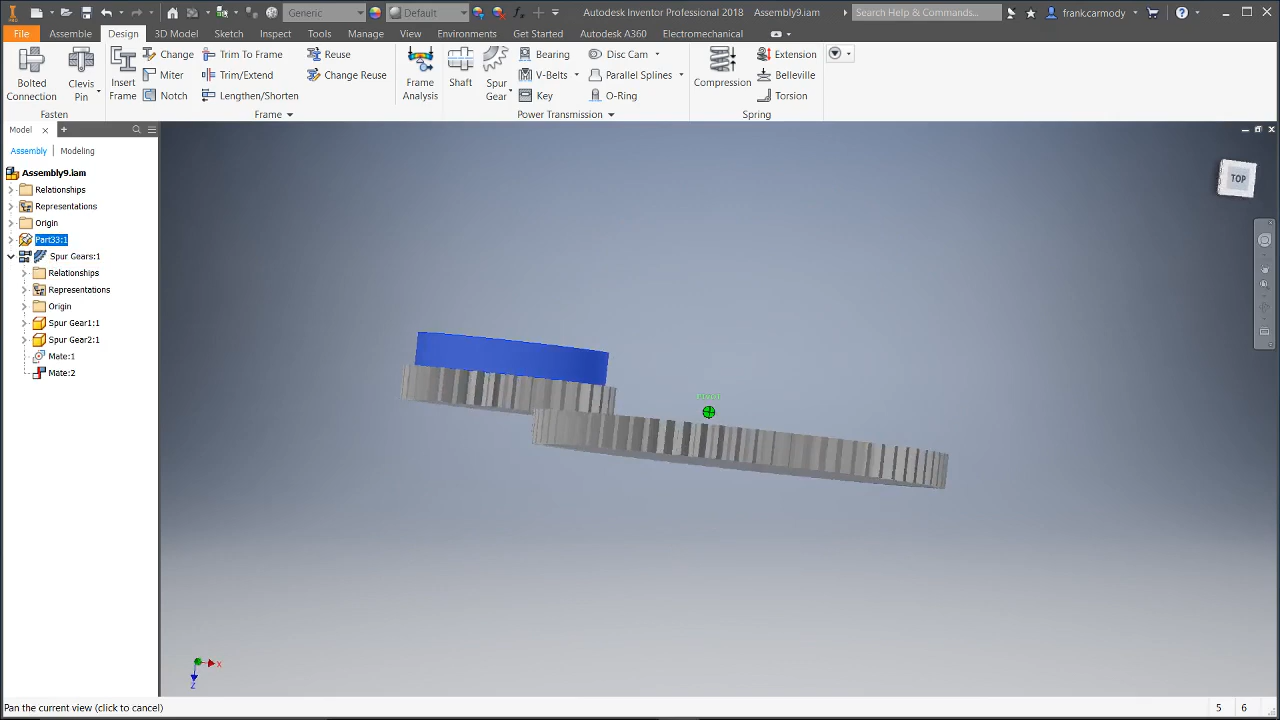 Generic
Default
Autodesk Inventor Professional 2018 Assembly9.iam
Search Help & Commands...
frank.carmody
File
Assemble
Design
3D Model
Sketch
Inspect
Tools
Manage
View
Environments
Get Started
Autodesk A360
Electromechanical
Bolted Connection
Clevis Pin
Fasten
Insert Frame
Change
Miter
Notch
Trim To Frame
Trim/Extend
Lengthen/Shorten
Reuse
Change Reuse
Frame
Frame Analysis
Shaft
Spur Gear
Bearing
V-Belts
Key
Disc Cam
Parallel Splines
O-Ring
Power Transmission
Compression
Extension
Belleville
Torsion
Spring
Model
Assembly
Modeling
Assembly9.iam
Relationships
Representations
Origin
Part33:1
Spur Gears:1
Relationships
Representations
Origin
Spur Gear1:1
Spur Gear2:1
Mate:1
Mate:2
TOP
Pivot
X
Z
Pan the current view (click to cancel)
5 6